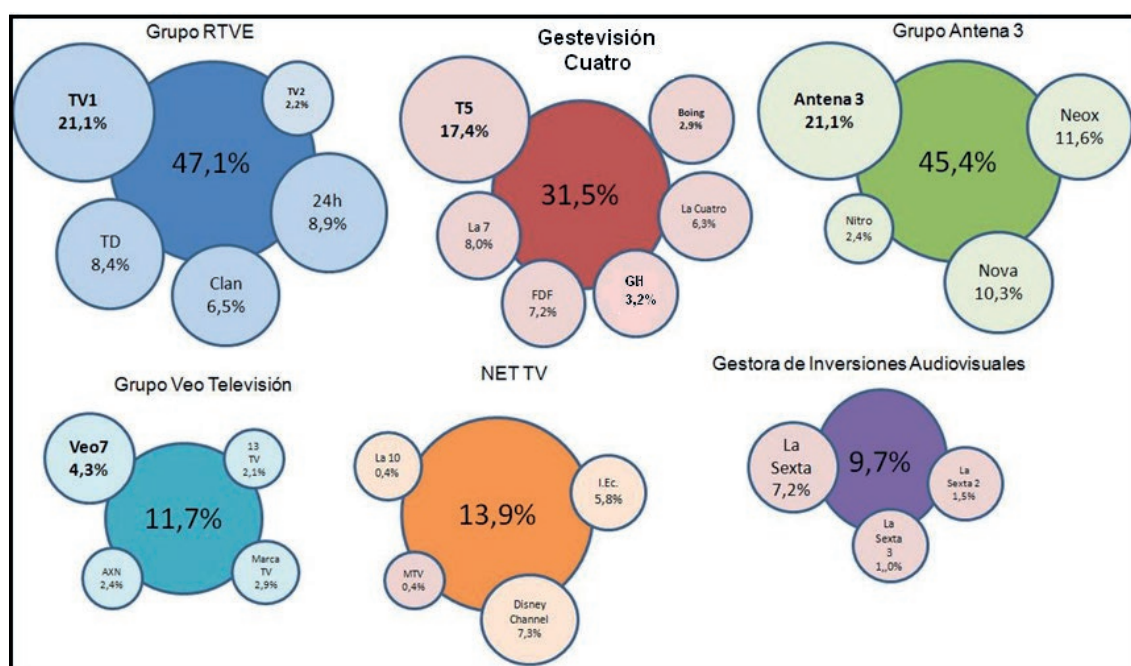 Grupo RTVE
TV1
21,1%
TV2
2,2%
47,1%
24h
8,9%
TD
8,4%
Clan
6,5%
Gestevisión
Cuatro
T5
17,4%
Boing
2,9%
31,5%
La Cuatro
6,3%
La 7
8,0%
FDF
7,2%
GH
3,2%
Grupo Antena 3
Antena 3
21,1%
Neox
11,6%
45,4%
Nitro
2,4%
Nova
10,3%
Grupo Veo Televisión
Veo7
4,3%
13
TV
2,1%
11,7%
AXN
2,4%
Marca
TV
2,9%
NET TV
La 10
0,4%
I.Ec.
5,8%
13,9%
MTV
0,4%
Disney
Channel
7,3%
Gestora de Inversiones Audiovisuales
La
Sexta
7,2%
9,7%
La
Sexta 2
1,5%
La
Sexta
3
1,,0%